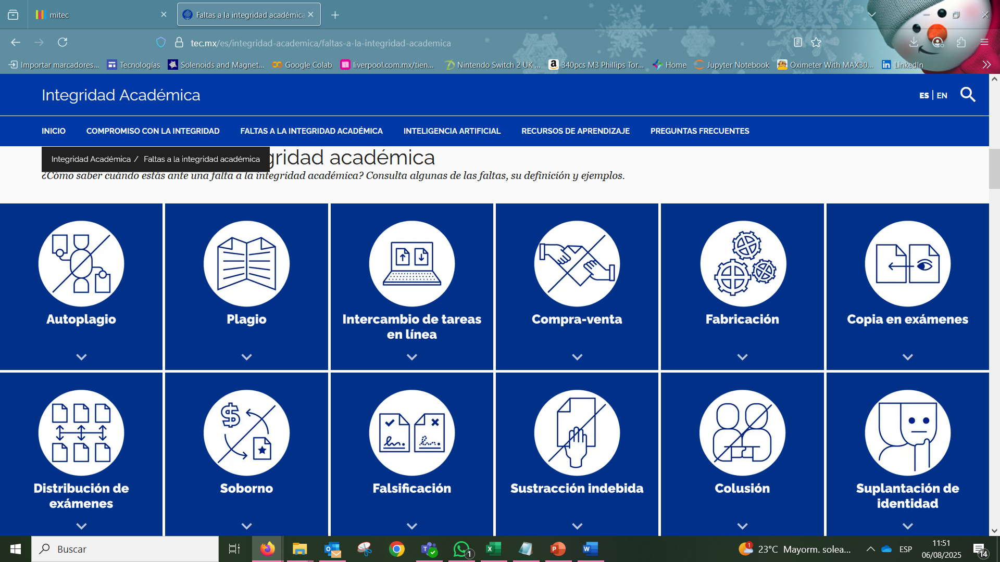 mitec
Faltas a la integridad académica
tec.mx/es/integridad-academica/faltas-a-la-integridad-academica
Importar marcadores...
Tecnologías
Solenoids and Magnet...
Google Colab
liverpool.com.mx/tien...
Nintendo Switch 2 UK ...
340pcs M3 Phillips Tor...
Home
Jupyter Notebook
Oximeter With MAX30...
LinkedIn
Integridad Académica
ES | EN
INICIO
COMPROMISO CON LA INTEGRIDAD
FALTAS A LA INTEGRIDAD ACADÉMICA
INTELIGENCIA ARTIFICIAL
RECURSOS DE APRENDIZAJE
PREGUNTAS FRECUENTES
Integridad Académica / Faltas a la integridad académica
gridad académica
¿Cómo saber cuándo estás ante una falta a la integridad académica? Consulta algunas de las faltas, su definición y ejemplos.
Autoplagio
Plagio
Intercambio de tareas
en línea
Compra-venta
Fabricación
Copia en exámenes
Distribución de
exámenes
Soborno
Falsificación
Sustracción indebida
Colusión
Suplantación de
identidad
Buscar
1
1
23°C Mayorm. solea...
ESP
11:51
06/08/2025
14